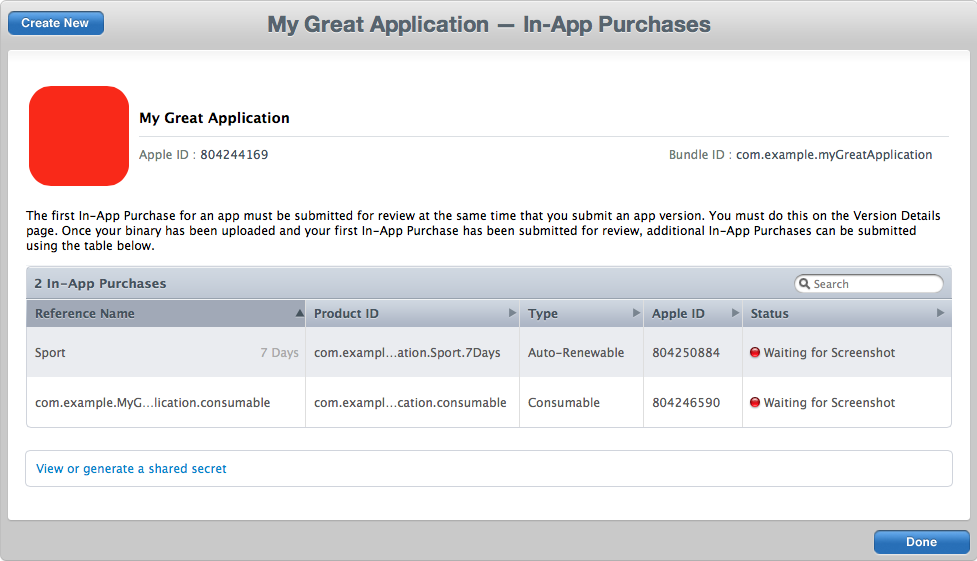 Create New
My Great Application — In-App Purchases
My Great Application
Apple ID : 804244169
Bundle ID : com.example.myGreatApplication
The first In-App Purchase for an app must be submitted for review at the same time that you submit an app version. You must do this on the Version Details
page. Once your binary has been uploaded and your first In-App Purchase has been submitted for review, additional In-App Purchases can be submitted
using the table below.
2 In-App Purchases
Search
Reference Name Product ID Type Apple ID Status
Sport 7 Days com.exampl...ation.Sport.7Days Auto-Renewable 804250884 Waiting for Screenshot
com.example.MyG...lication.consumable com.exampl...cation.consumable Consumable 804246590 Waiting for Screenshot
View or generate a shared secret
Done